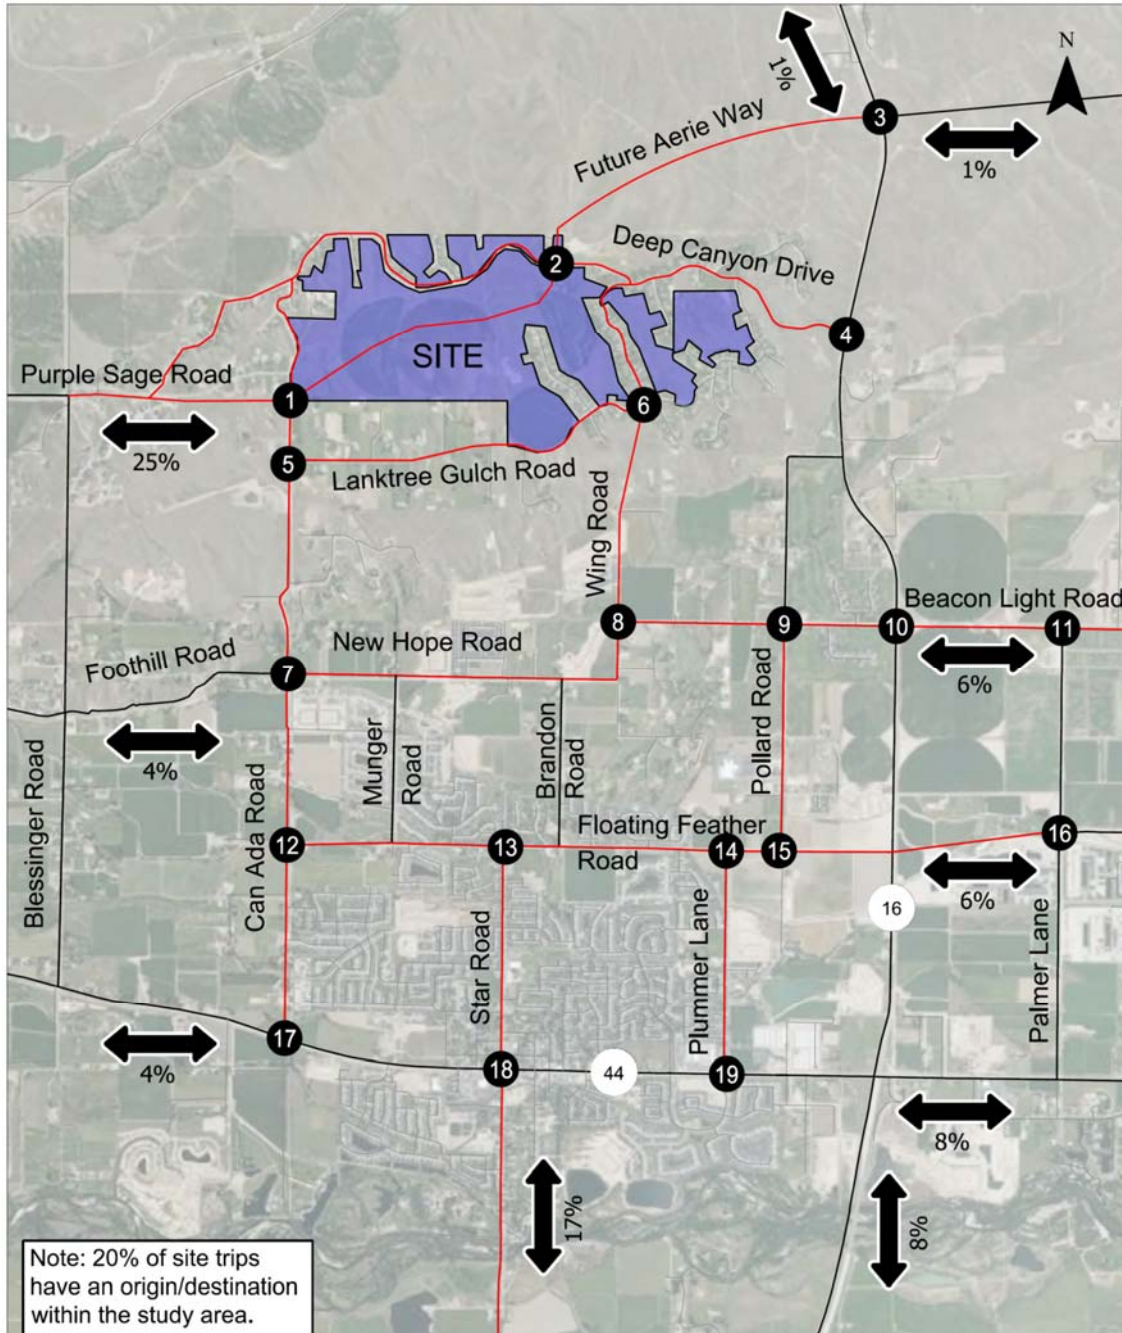 1%
N
3
Future Aerie Way
1%
2
Deep Canyon
Drive
4
SITE
Purple Sage Road
1
6
25%
5
Lanktree Gulch Road
Wing Road
Beacon Light Road
8
9
10
11
New Hope Road
Foothill Road
7
6%
Pollard Road
4%
Munger
Road
Brandon
Road
Blessinger Road
Can Ada Road
12
13
Floating Feather
Road
14
15
16
6%
16
Star Road
Plummer Lane
Palmer Lane
17
4%
18
44
19
8%
17%
8%
Note: 20% of site trips
have an origin/destination
within the study area.